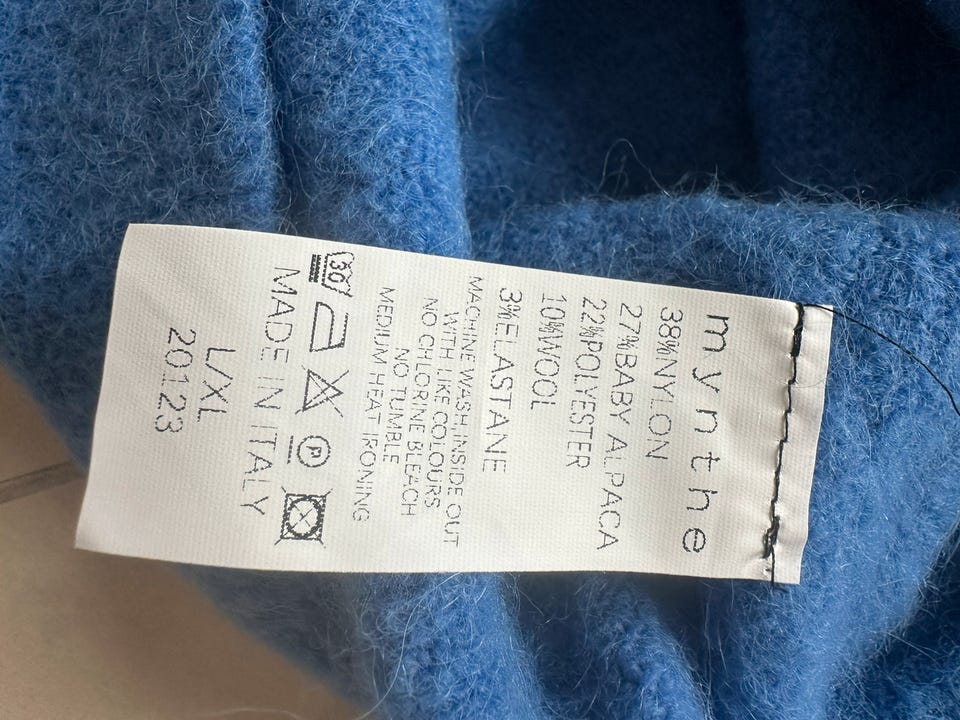 mynthe
38%NYLON
27%BABY ALPACA
22%POLYESTER
10%WOOL
3%ELASTANE
MACHINE WASH,INSIDE OUT
WITH LIKE COLOURS
NO CHLORINE BLEACH
NO TUMBLE
MEDIUM HEAT IRONING
30 P
MADE IN ITALY
L/XL
20123